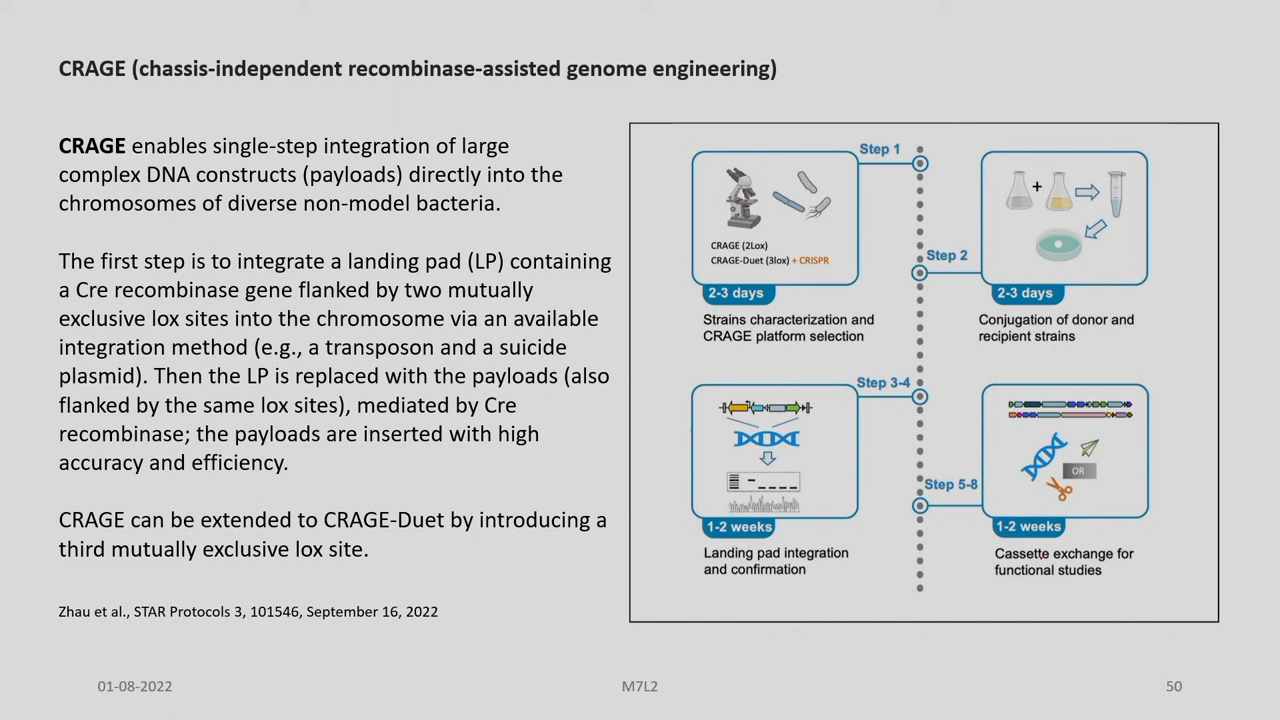 CRAGE (chassis-independent recombinase-assisted genome engineering)
CRAGE enables single-step integration of large
complex DNA constructs (payloads) directly into the
chromosomes of diverse non-model bacteria.
The first step is to integrate a landing pad (LP) containing
a Cre recombinase gene flanked by two mutually
exclusive lox sites into the chromosome via an available
integration method (e.g., a transposon and a suicide
plasmid). Then the LP is replaced with the payloads (also
flanked by the same lox sites), mediated by Cre
recombinase; the payloads are inserted with high
accuracy and efficiency.
CRAGE can be extended to CRAGE-Duet by introducing a
third mutually exclusive lox site.
Zhau et al., STAR Protocols 3, 101546, September 16, 2022
Step 1
CRAGE (2Lox)
CRAGE-Duet (3lox) + CRISPR
2-3 days
Strains characterization and
CRAGE platform selection
Step 2
+
2-3 days
Conjugation of donor and
recipient strains
Step 3-4
1-2 weeks
Landing pad integration
and confirmation
Step 5-8
OR
1-2 weeks
Cassette exchange for
functional studies
01-08-2022
M7L2
50